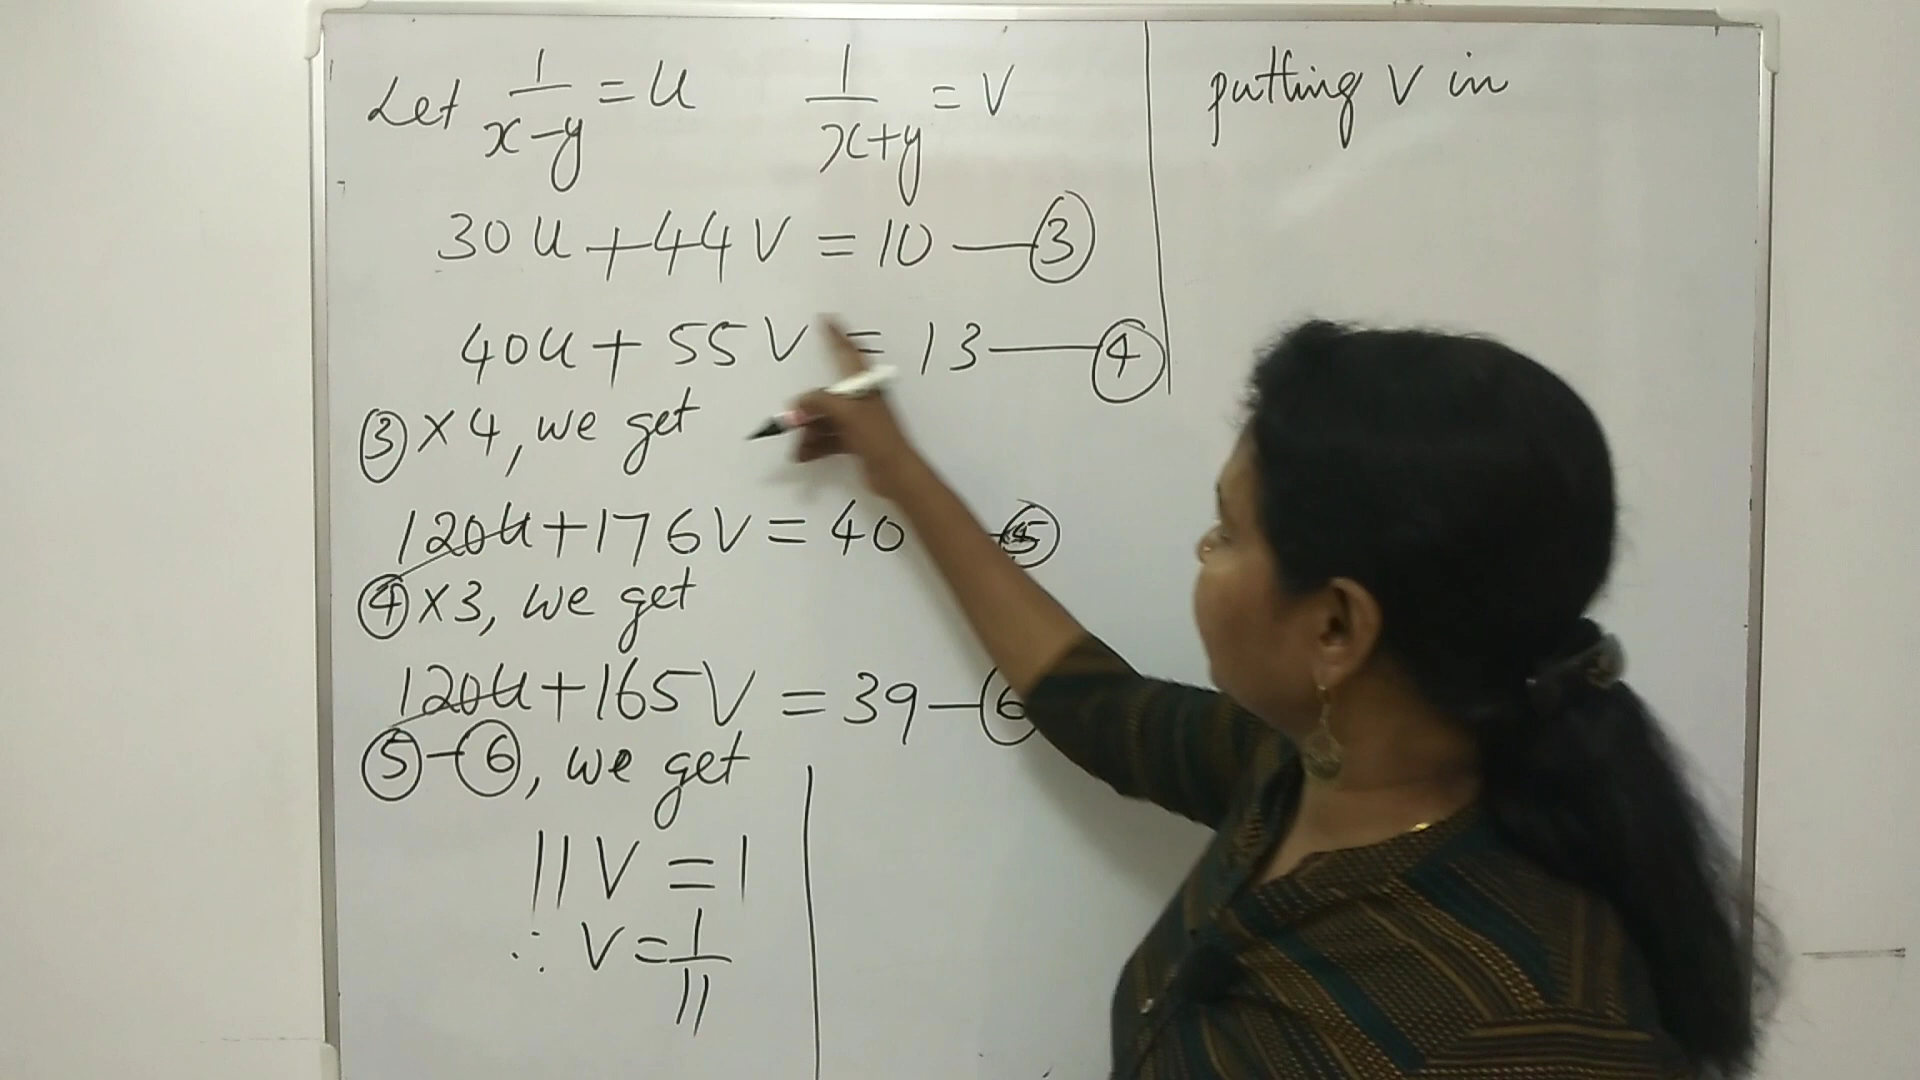 Let 1/(x-y) = u 1/(x+y) = v
30u + 44v = 10 — ③
40u + 55v = 13 — ④
③ × 4, we get
120u + 176v = 40 — ⑤
④ × 3, we get
120u + 165v = 39 — ⑥
⑤ - ⑥, we get
11v = 1
∴ v = 1/11
putting v in